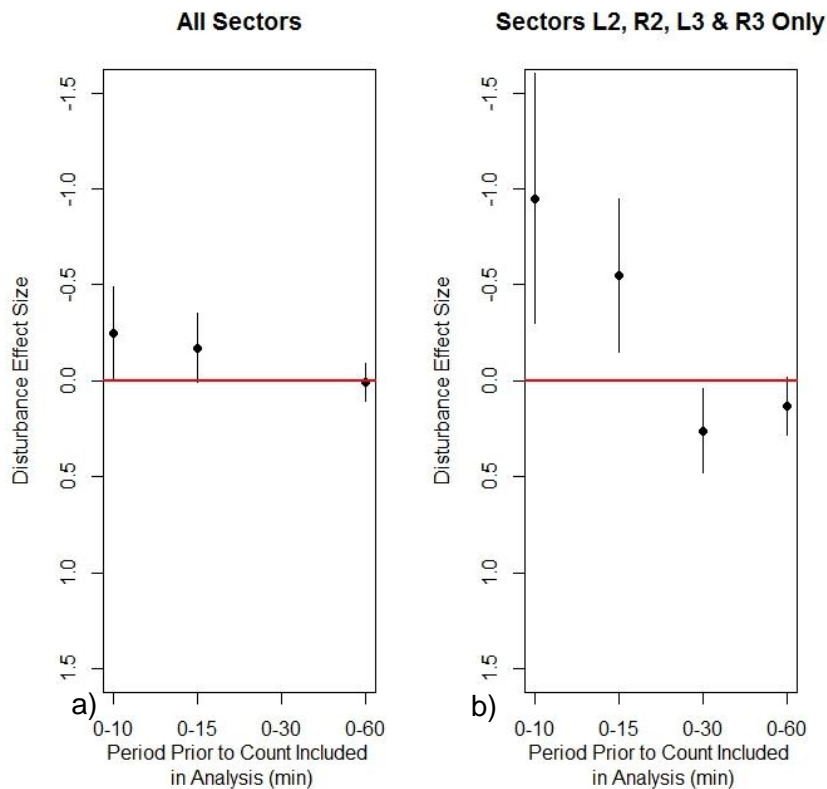 All Sectors
-1.5
-1.0
-0.5
0.0
0.5
1.0
1.5
Disturbance Effect Size
a)
0-10 0-15 0-30 0-60
Period Prior to Count Included
in Analysis (min)
Sectors L2, R2, L3 & R3 Only
-1.5
-1.0
-0.5
0.0
0.5
1.0
1.5
Disturbance Effect Size
b)
0-10 0-15 0-30 0-60
Period Prior to Count Included
in Analysis (min)